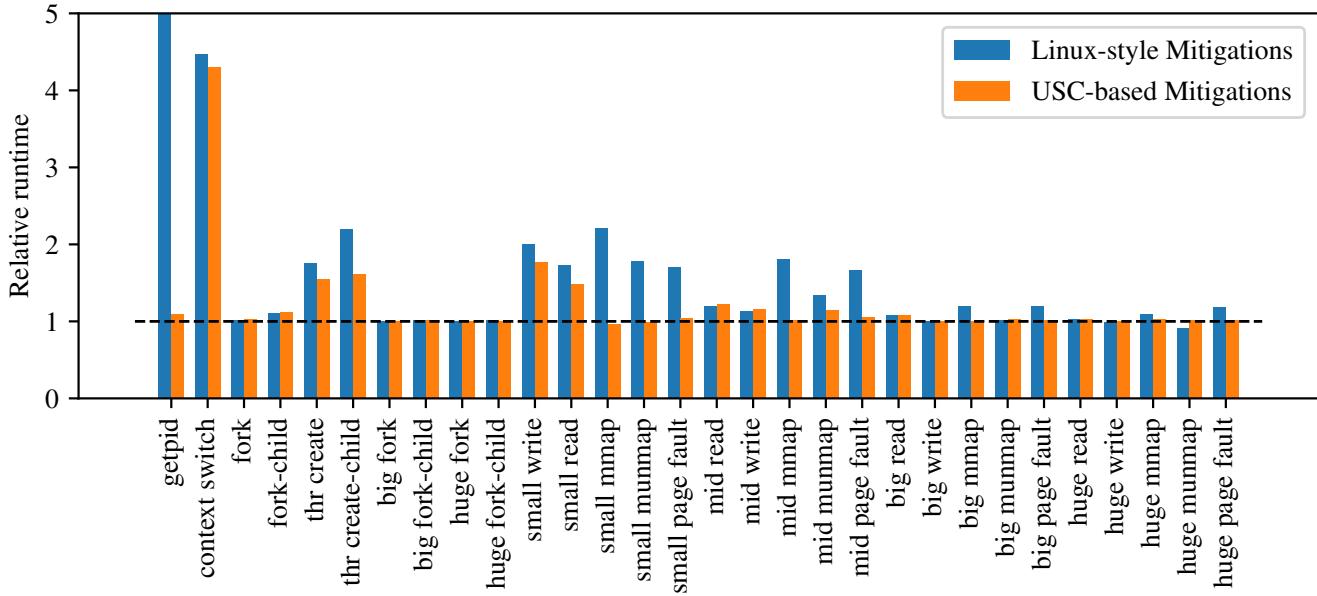 5
4
3
2
1
0
Relative runtime
Linux-style Mitigations
USC-based Mitigations
getpid
context switch
fork
fork-child
thr create
thr create-child
big fork
big fork-child
huge fork
huge fork-child
small write
small read
small mmap
small munmap
small page fault
mid read
mid write
mid mmap
mid munmap
mid page fault
big read
big write
big mmap
big munmap
big page fault
huge read
huge write
huge mmap
huge munmap
huge page fault